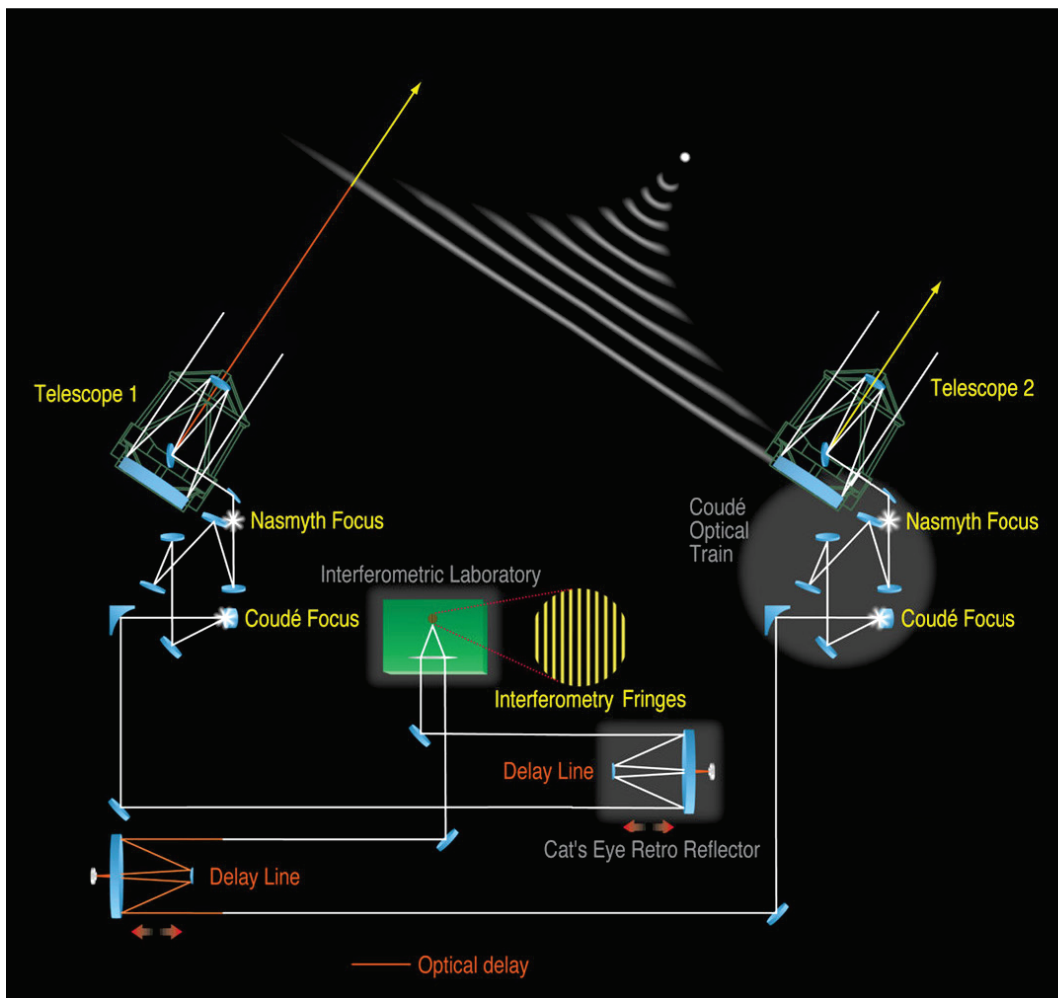 Telescope 1
Telescope 2
Coudé
Optical
Train
Nasmyth Focus
Nasmyth Focus
Interferometric Laboratory
Coudé Focus
Coudé Focus
Interferometry Fringes
Delay Line
Cat's Eye Retro Reflector
Delay Line
Optical delay